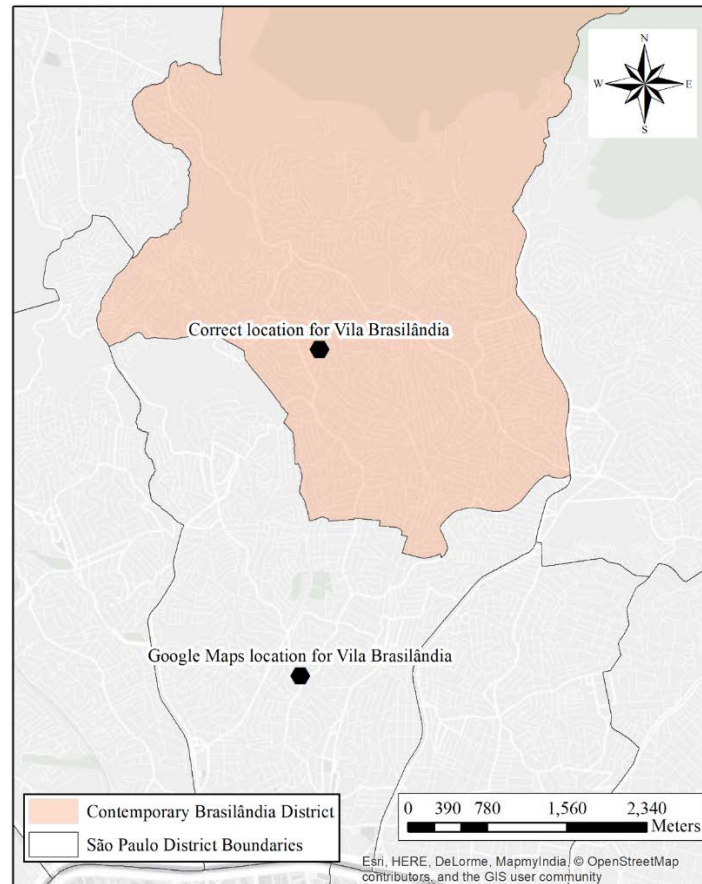 N
W E
S
Correct location for Vila Brasilândia
Google Maps location for Vila Brasilândia
Contemporary Brasilândia District
São Paulo District Boundaries
0 390 780 1,560 2,340
Meters
Esri, HERE, DeLorme, MapmyIndia, © OpenStreetMap
contributors, and the GIS user community